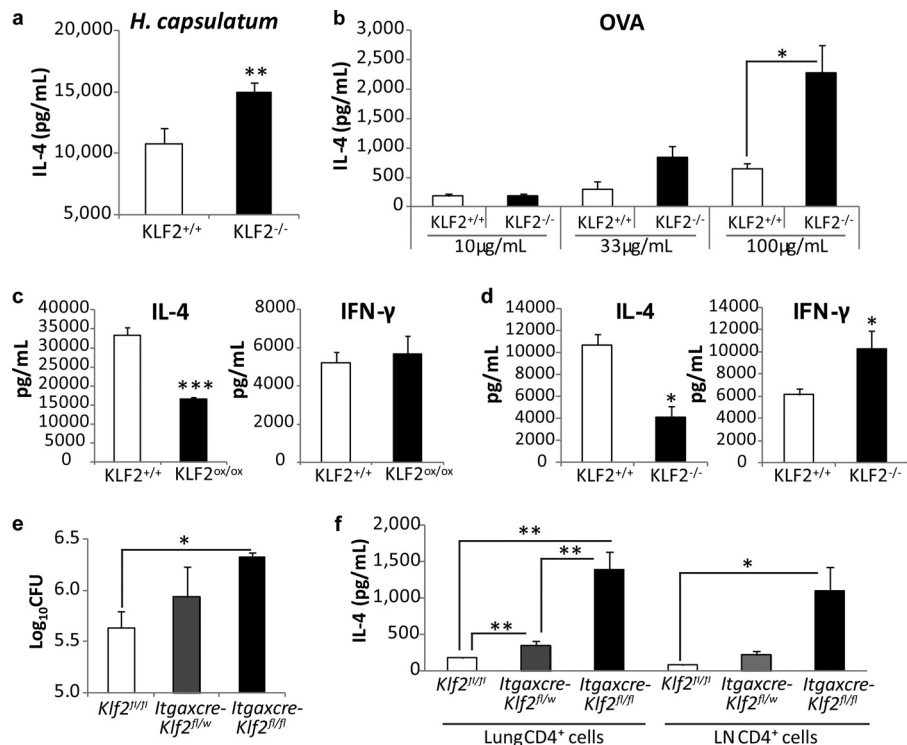 a
H. capsulatum
20,000
15,000
10,000
5,000
IL-4 (pg/mL)
**
KLF2+/+ KLF2-/-
b
OVA
3,000
2,500
2,000
1,500
1,000
500
0
IL-4 (pg/mL)
*
KLF2+/+ KLF2-/- KLF2+/+ KLF2-/- KLF2+/+ KLF2-/-
10µg/mL 33µg/mL 100µg/mL
c
IL-4
40000
35000
30000
25000
20000
15000
10000
5000
0
pg/mL
***
KLF2+/+ KLF2ox/ox
IFN-γ
8000
6000
4000
2000
0
pg/mL
KLF2+/+ KLF2ox/ox
d
IL-4
14000
12000
10000
8000
6000
4000
2000
0
pg/mL
*
KLF2+/+ KLF2-/-
IFN-γ
14000
12000
10000
8000
6000
4000
2000
0
pg/mL
*
KLF2+/+ KLF2-/-
e
6.5
6.0
5.5
5.0
Log10CFU
*
Klf2fl/fl Itgaxcre- Itgaxcre-
Klf2fl/w Klf2fl/fl
f
2,000
1,500
1,000
500
0
IL-4 (pg/mL)
**
**
**
*
Klf2fl/fl Itgaxcre- Itgaxcre- Klf2fl/fl Itgaxcre- Itgaxcre-
Klf2fl/w Klf2fl/fl Klf2fl/w Klf2fl/fl
Lung CD4+ cells LN CD4+ cells